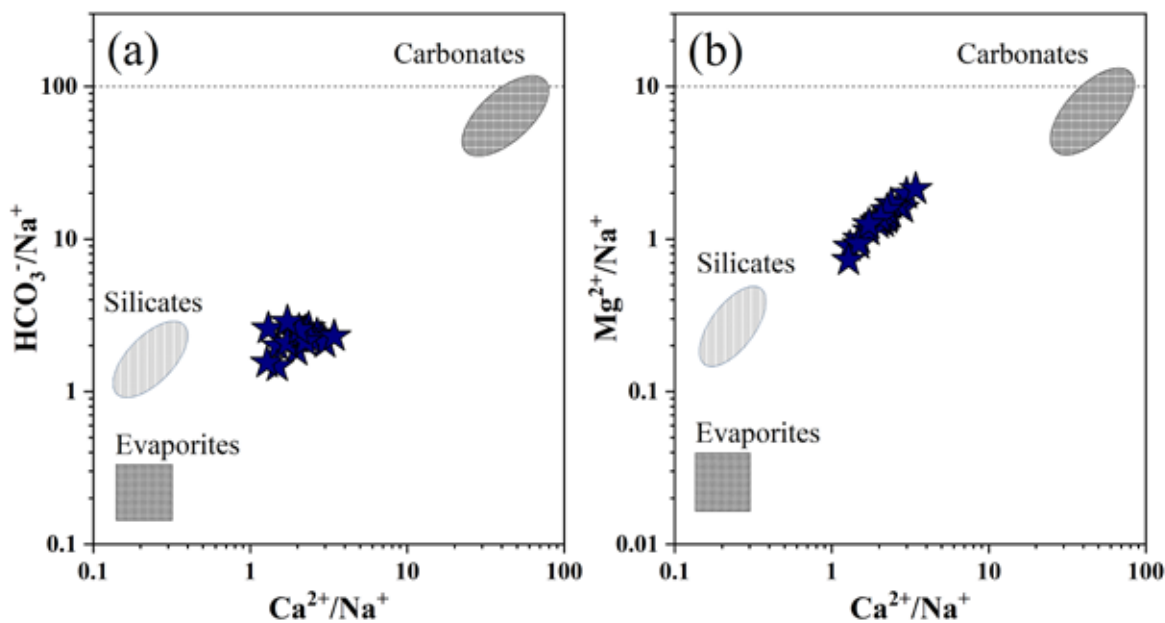 (a)
Carbonates
100
10
1
0.1
HCO₃⁻/Na⁺
Silicates
Evaporites
0.1
1
10
100
Ca²⁺/Na⁺
(b)
Carbonates
10
1
0.1
0.01
Mg²⁺/Na⁺
Silicates
Evaporites
0.1
1
10
100
Ca²⁺/Na⁺